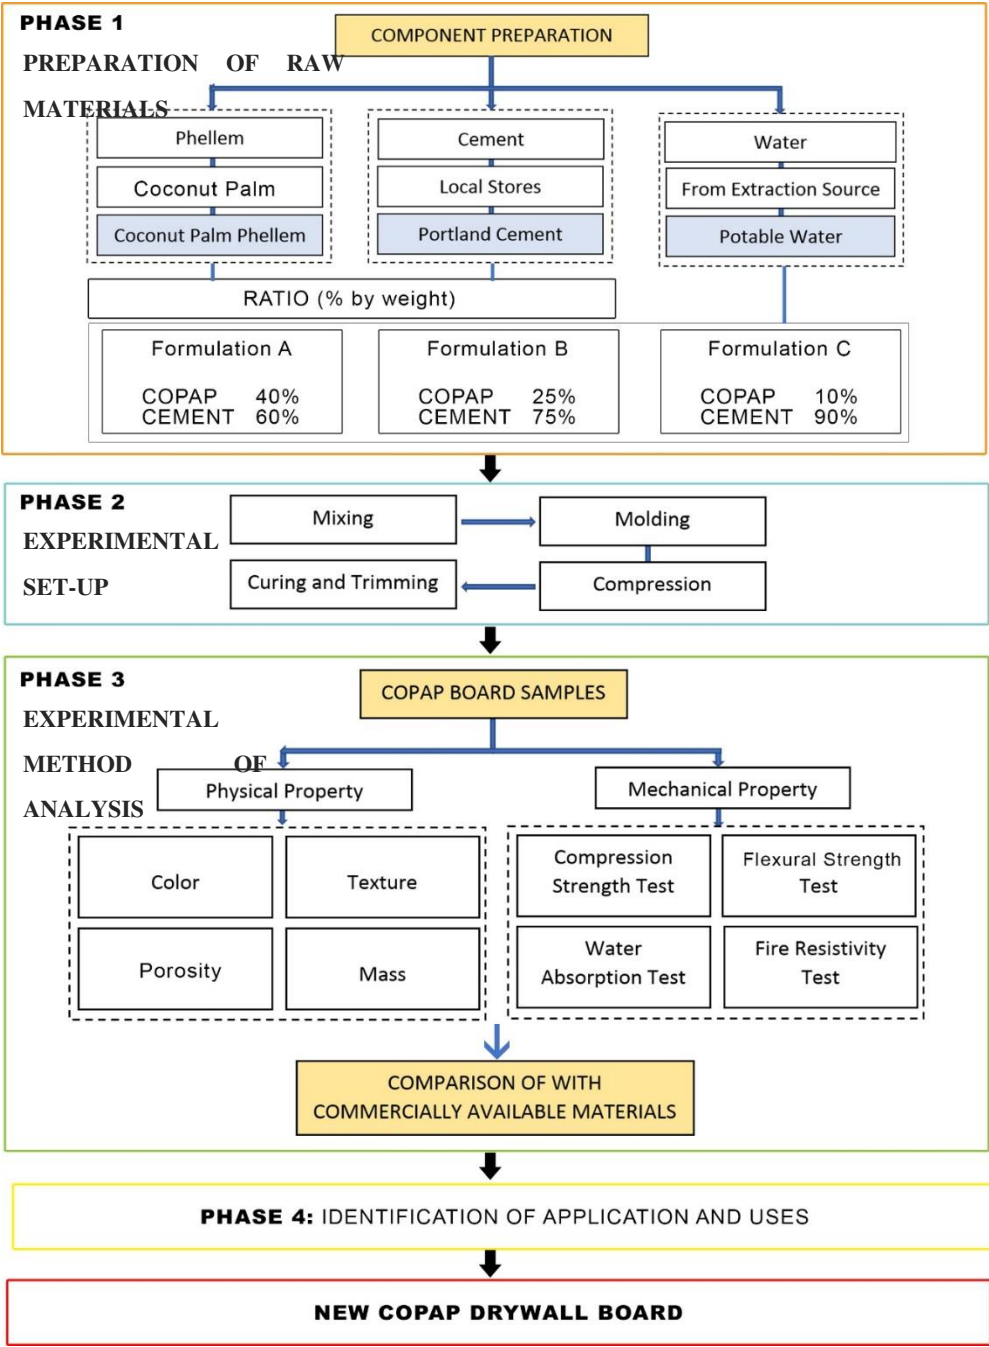 PHASE 1
COMPONENT PREPARATION
PREPARATION OF RAW
MATERIALS
Phellem
Coconut Palm
Coconut Palm Phellem
Cement
Local Stores
Portland Cement
Water
From Extraction Source
Potable Water
RATIO (% by weight)
Formulation A
COPAP 40%
CEMENT 60%
Formulation B
COPAP 25%
CEMENT 75%
Formulation C
COPAP 10%
CEMENT 90%
PHASE 2
EXPERIMENTAL
SET-UP
Mixing
Molding
Curing and Trimming
Compression
PHASE 3
EXPERIMENTAL
METHOD OF
ANALYSIS
COPAP BOARD SAMPLES
Physical Property
Mechanical Property
Color
Texture
Porosity
Mass
Compression
Strength Test
Flexural Strength
Test
Water
Absorption Test
Fire Resistivity
Test
COMPARISON OF WITH
COMMERCIALLY AVAILABLE MATERIALS
PHASE 4: IDENTIFICATION OF APPLICATION AND USES
NEW COPAP DRYWALL BOARD